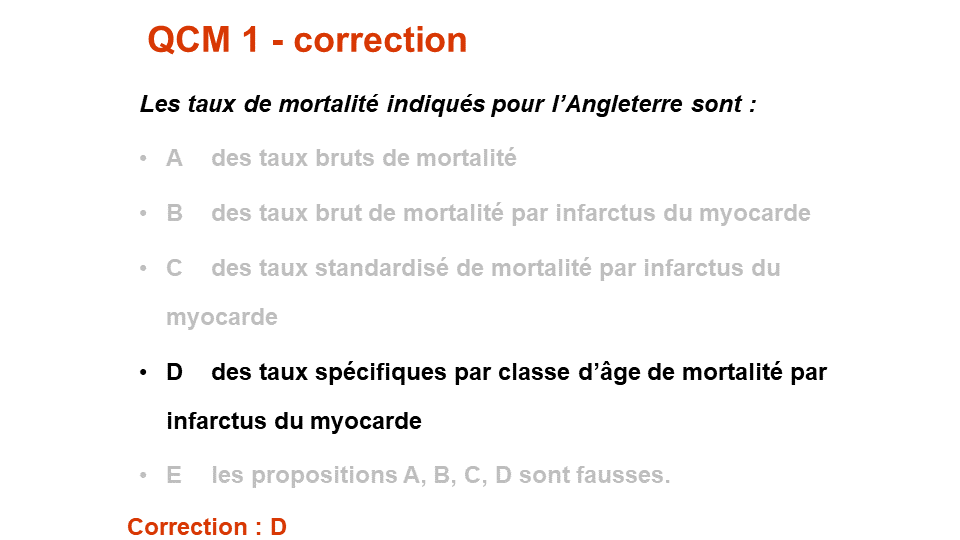 QCM 1 - correction
Les taux de mortalité indiqués pour l’Angleterre sont :
• A des taux bruts de mortalité
• B des taux brut de mortalité par infarctus du myocarde
• C des taux standardisé de mortalité par infarctus du
myocarde
• D des taux spécifiques par classe d’âge de mortalité par
infarctus du myocarde
• E les propositions A, B, C, D sont fausses.
Correction : D